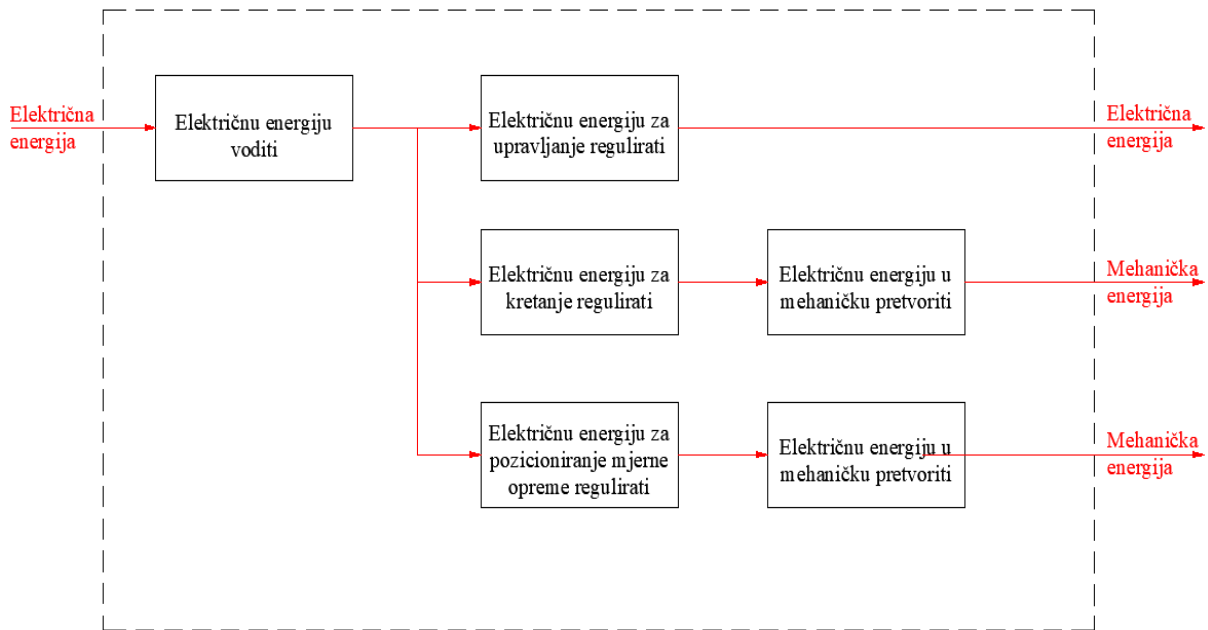 Električna
energija
Električnu energiju
voditi
Električnu energiju za
upravljanje regulirati
Električna
energija
Električnu energiju za
kretanje regulirati
Električnu energiju u
mehaničku pretvoriti
Mehanička
energija
Električnu energiju za
pozicioniranje mjerne
opreme regulirati
Električnu energiju u
mehaničku pretvoriti
Mehanička
energija